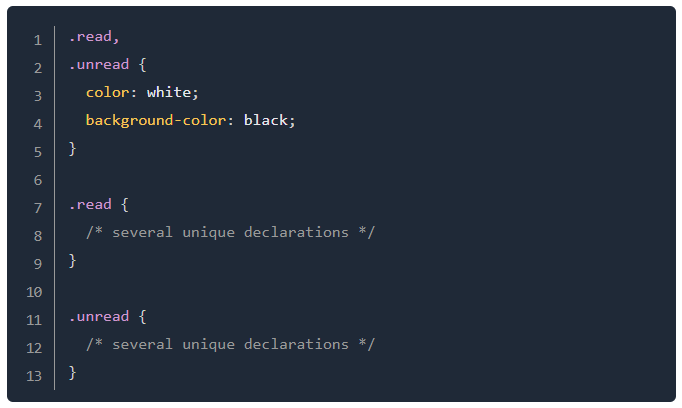 1 .read,
2 .unread {
3   color: white;
4   background-color: black;
5 }
6
7 .read {
8   /* several unique declarations */
9 }
10
11 .unread {
12   /* several unique declarations */
13 }